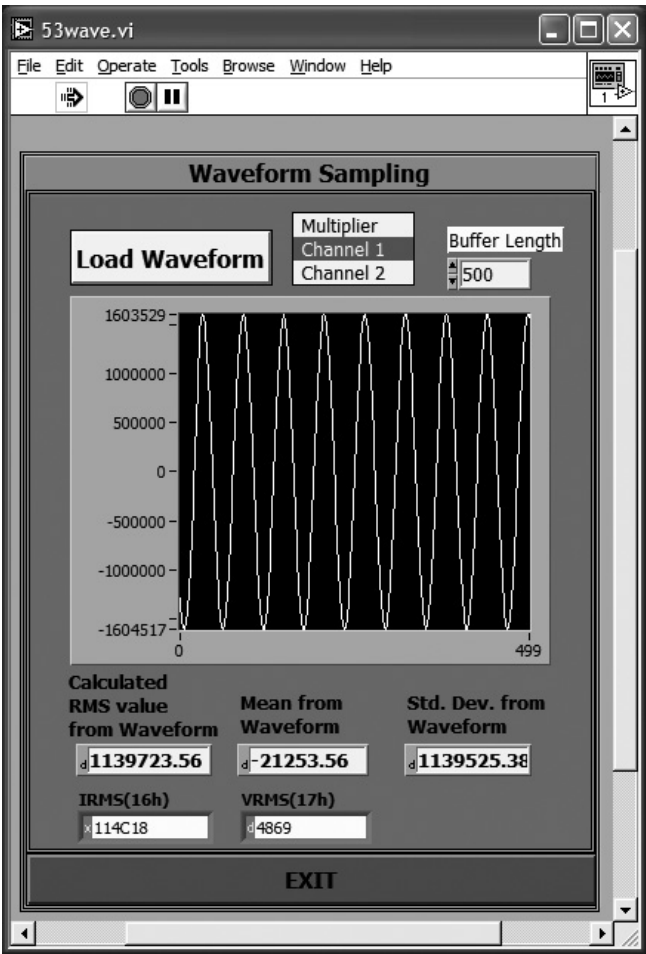 53wave.vi
File Edit Operate Tools Browse Window Help
1
Waveform Sampling
Load Waveform
Multiplier
Channel 1
Channel 2
Buffer Length
500
1603529
1000000
500000
0
-500000
-1000000
-1604517
0 499
Calculated
RMS value
from Waveform
Mean from
Waveform
Std. Dev. from
Waveform
d 1139723.56
d -21253.56
d 1139525.38
IRMS(16h)
VRMS(17h)
x 114C18
d 4869
EXIT